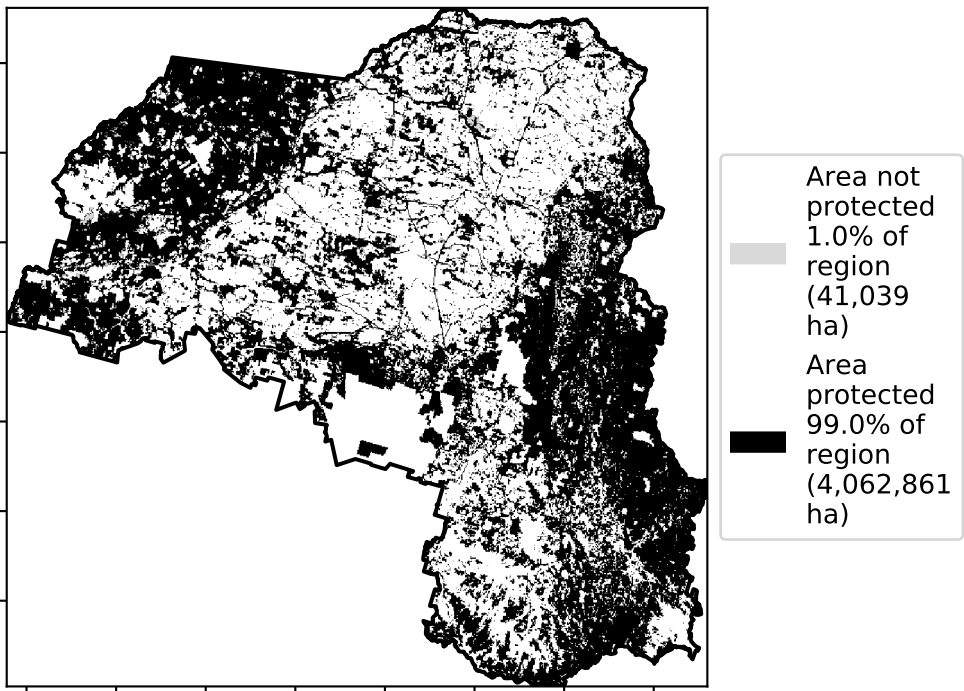 Area not
protected
1.0% of
region
(41,039
ha)
Area
protected
99.0% of
region
(4,062,861
ha)